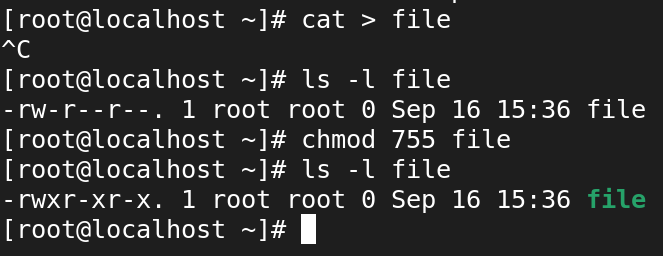 [root@localhost ~]# cat > file
^C
[root@localhost ~]# ls -l file
-rw-r--r--. 1 root root 0 Sep 16 15:36 file
[root@localhost ~]# chmod 755 file
[root@localhost ~]# ls -l file
-rwxr-xr-x. 1 root root 0 Sep 16 15:36 file
[root@localhost ~]#